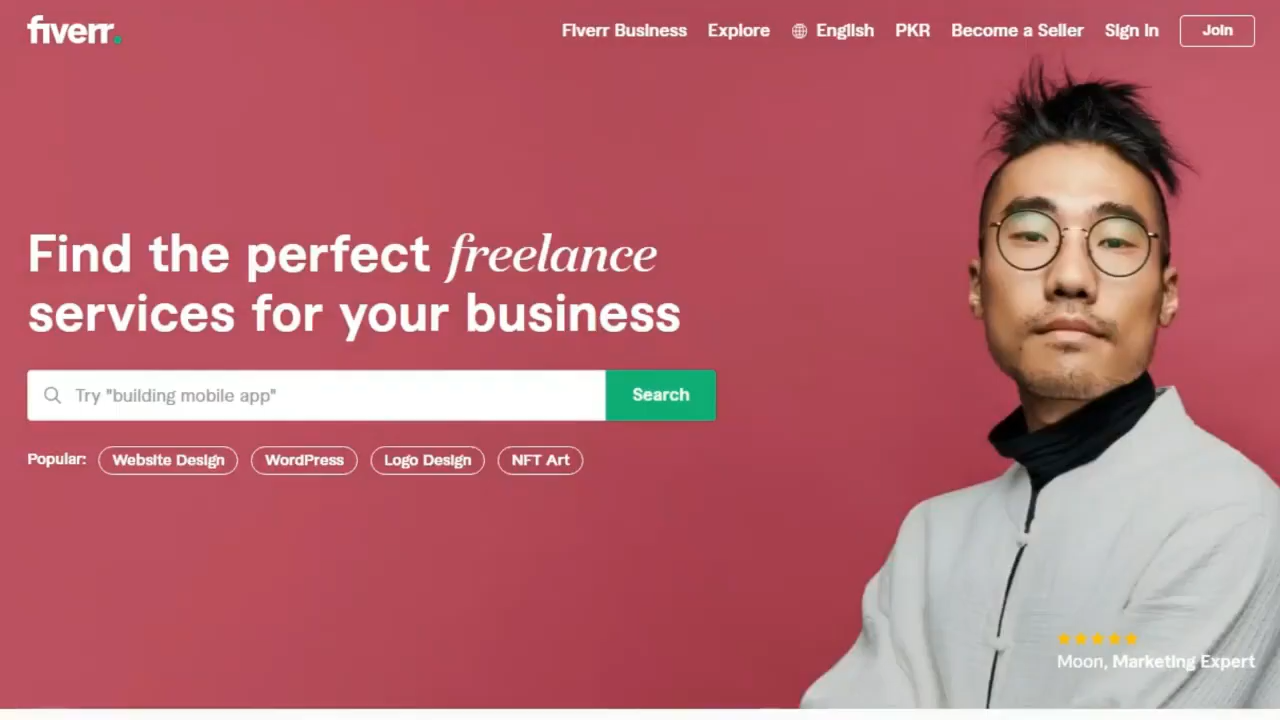 fiverr.
Fiverr Business Explore English PKR Become a Seller Sign in Join
Find the perfect freelance
services for your business
Try "building mobile app" Search
Popular: Website Design WordPress Logo Design NFT Art
Moon, Marketing Expert